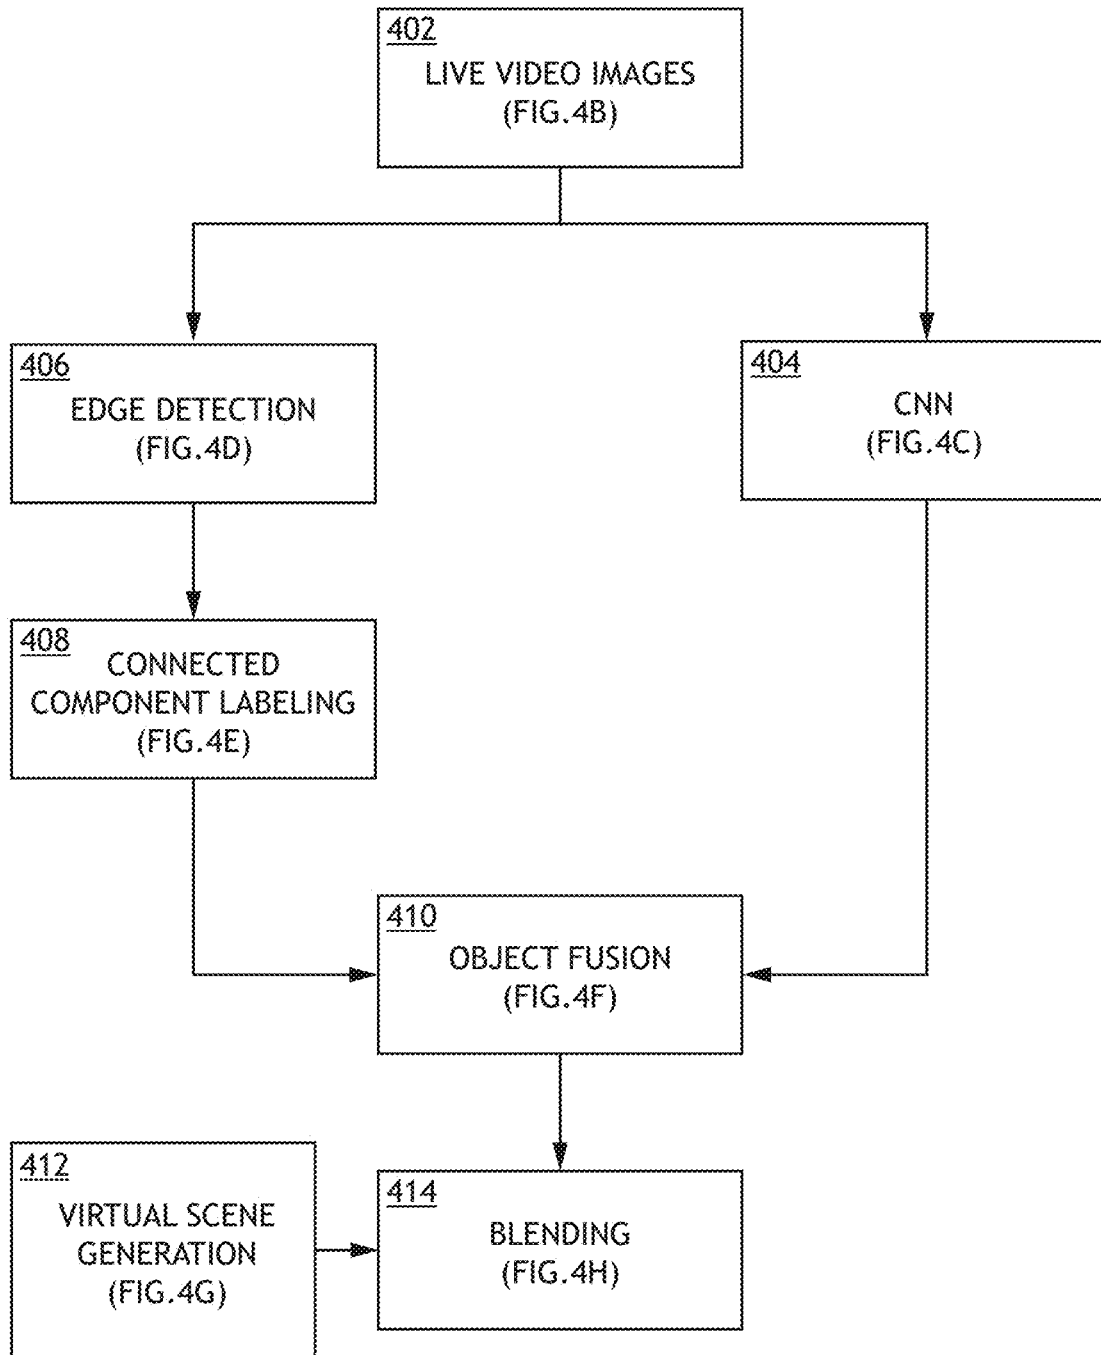 402
LIVE VIDEO IMAGES
(FIG.4B)
406
EDGE DETECTION
(FIG.4D)
404
CNN
(FIG.4C)
408
CONNECTED
COMPONENT LABELING
(FIG.4E)
410
OBJECT FUSION
(FIG.4F)
412
VIRTUAL SCENE
GENERATION
(FIG.4G)
414
BLENDING
(FIG.4H)